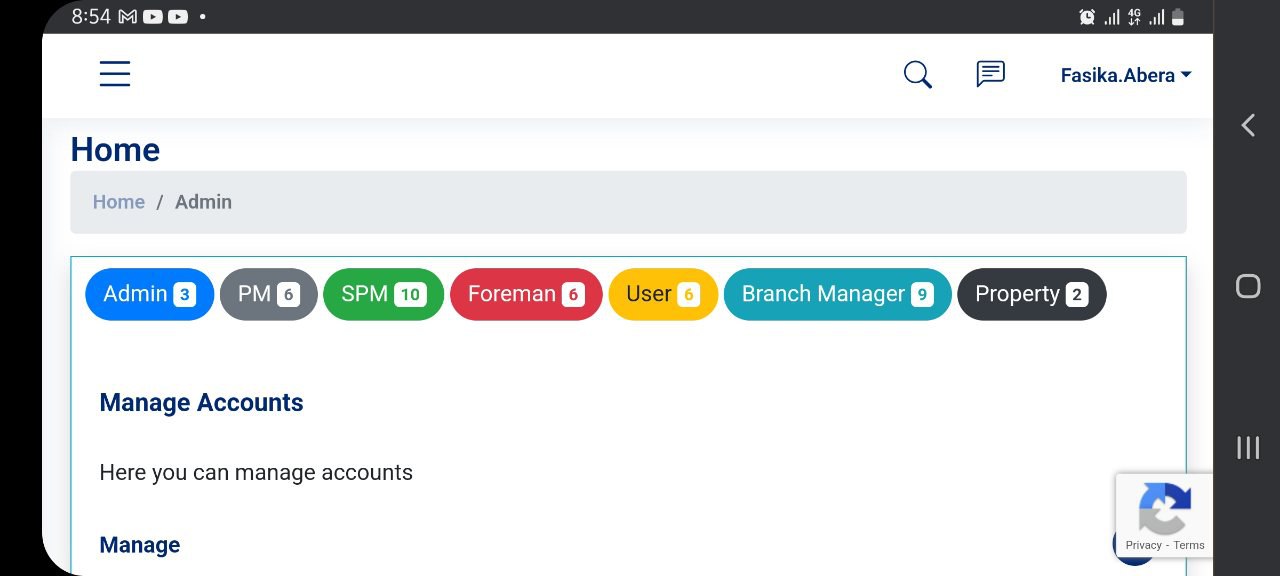 8:54
4G
Fasika.Abera
Home
Home / Admin
Admin 3 PM 6 SPM 10 Foreman 6 User 6 Branch Manager 9 Property 2
Manage Accounts
Here you can manage accounts
Manage
Privacy - Terms